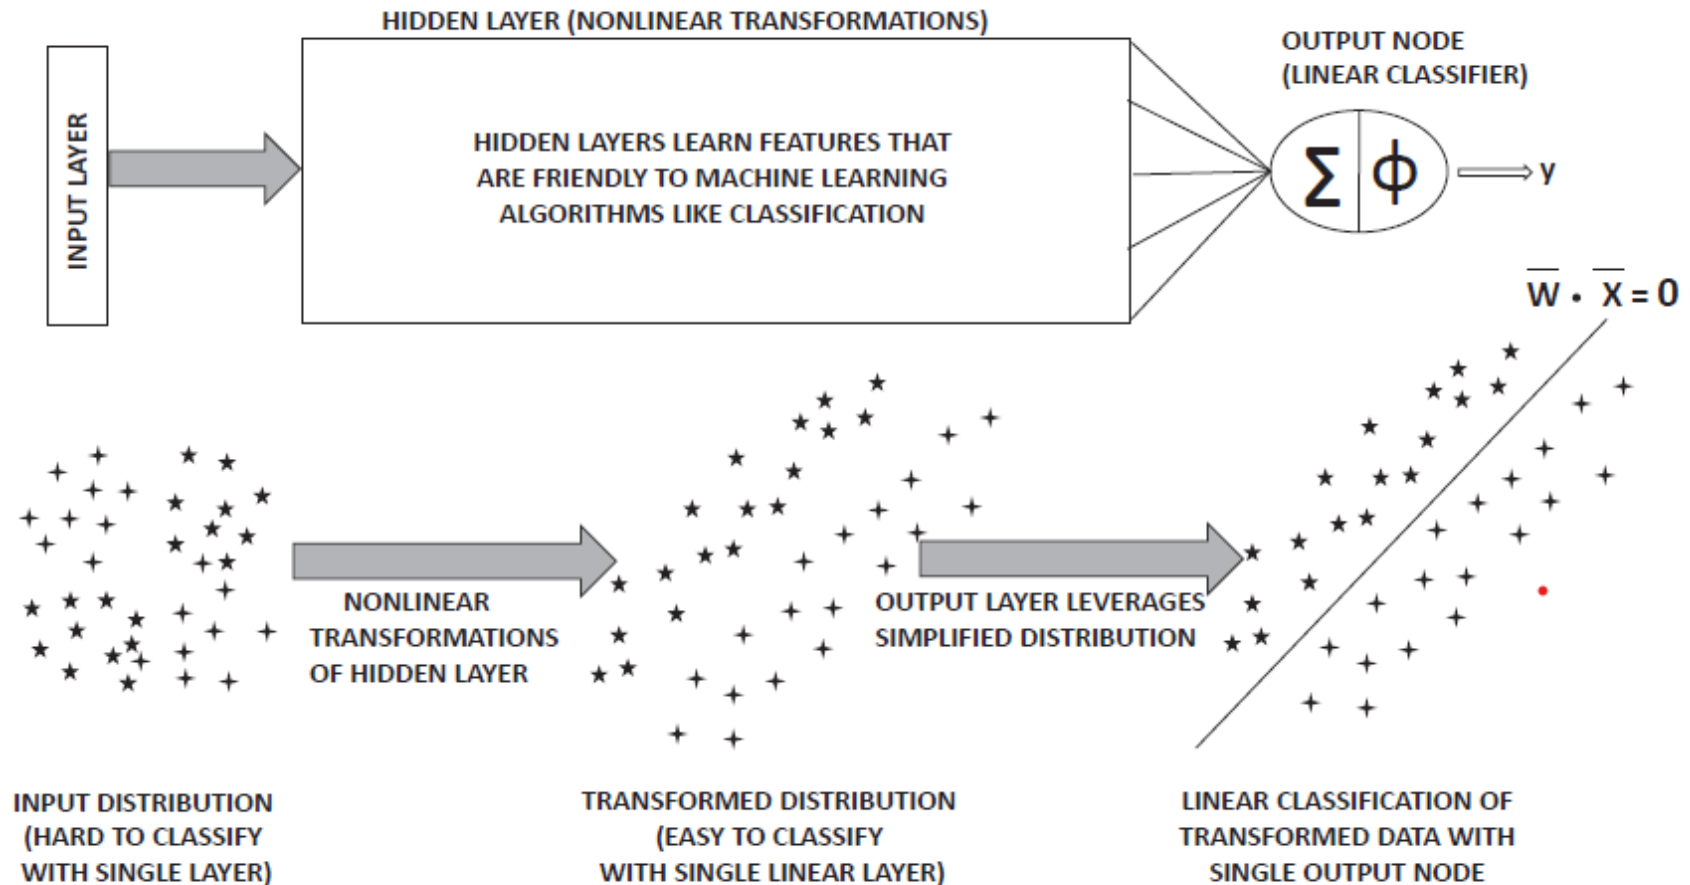 HIDDEN LAYER (NONLINEAR TRANSFORMATIONS)
INPUT LAYER
HIDDEN LAYERS LEARN FEATURES THAT
ARE FRIENDLY TO MACHINE LEARNING
ALGORITHMS LIKE CLASSIFICATION
OUTPUT NODE
(LINEAR CLASSIFIER)
∑ ϕ
y
W̅ · X̅ = 0
NONLINEAR
TRANSFORMATIONS
OF HIDDEN LAYER
OUTPUT LAYER LEVERAGES
SIMPLIFIED DISTRIBUTION
INPUT DISTRIBUTION
(HARD TO CLASSIFY
WITH SINGLE LAYER)
TRANSFORMED DISTRIBUTION
(EASY TO CLASSIFY
WITH SINGLE LINEAR LAYER)
LINEAR CLASSIFICATION OF
TRANSFORMED DATA WITH
SINGLE OUTPUT NODE